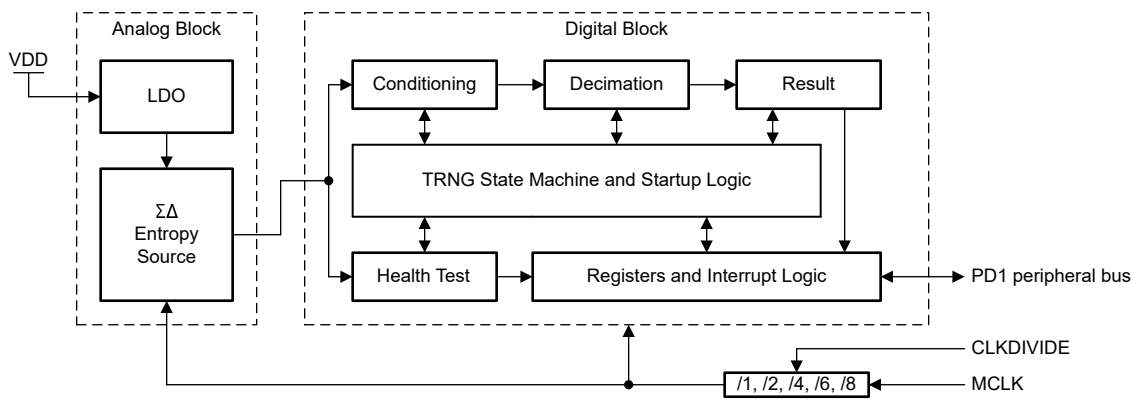 Analog Block
Digital Block
VDD
LDO
Conditioning
Decimation
Result
TRNG State Machine and Startup Logic
ΣΔ
Entropy
Source
Health Test
Registers and Interrupt Logic
PD1 peripheral bus
CLKDIVIDE
/1, /2, /4, /6, /8
MCLK